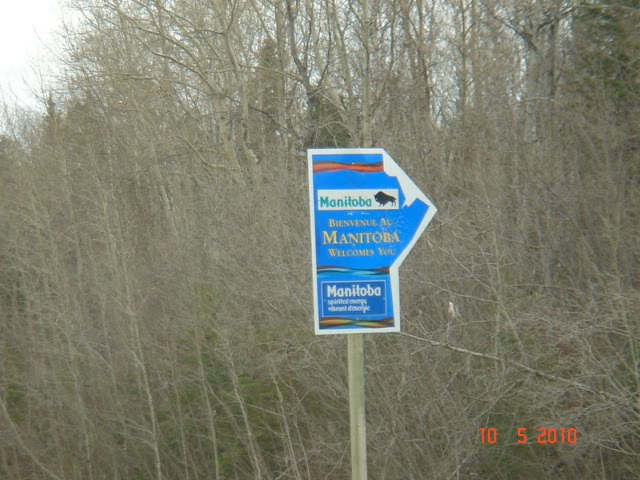 Manitoba
BIENVENUE AU
MANITOBA
WELCOMES YOU
Manitoba
spirited energy
vibrant d'énergie
10 5 2010